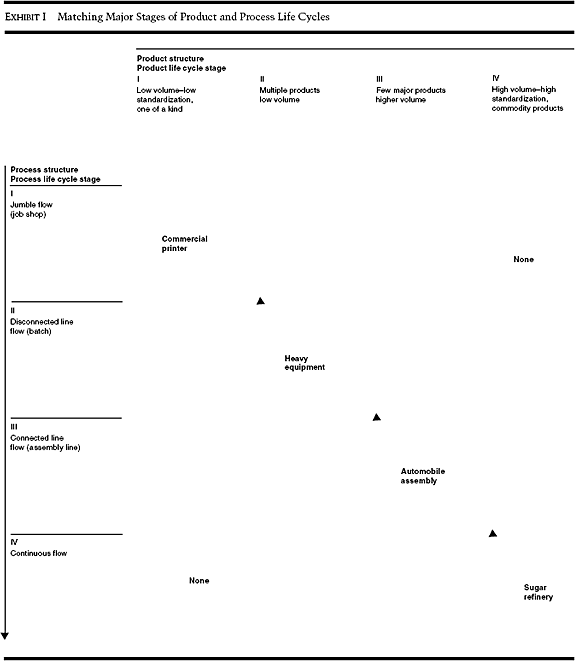 EXHIBIT I Matching Major Stages of Product and Process Life Cycles
Product structure
Product life cycle stage
I
Low volume–low
standardization,
one of a kind
II
Multiple products
low volume
III
Few major products
higher volume
IV
High volume–high
standardization,
commodity products
Process structure
Process life cycle stage
I
Jumble flow
(job shop)
Commercial
printer
None
II
Disconnected line
flow (batch)
Heavy
equipment
III
Connected line
flow (assembly line)
Automobile
assembly
IV
Continuous flow
None
Sugar
refinery